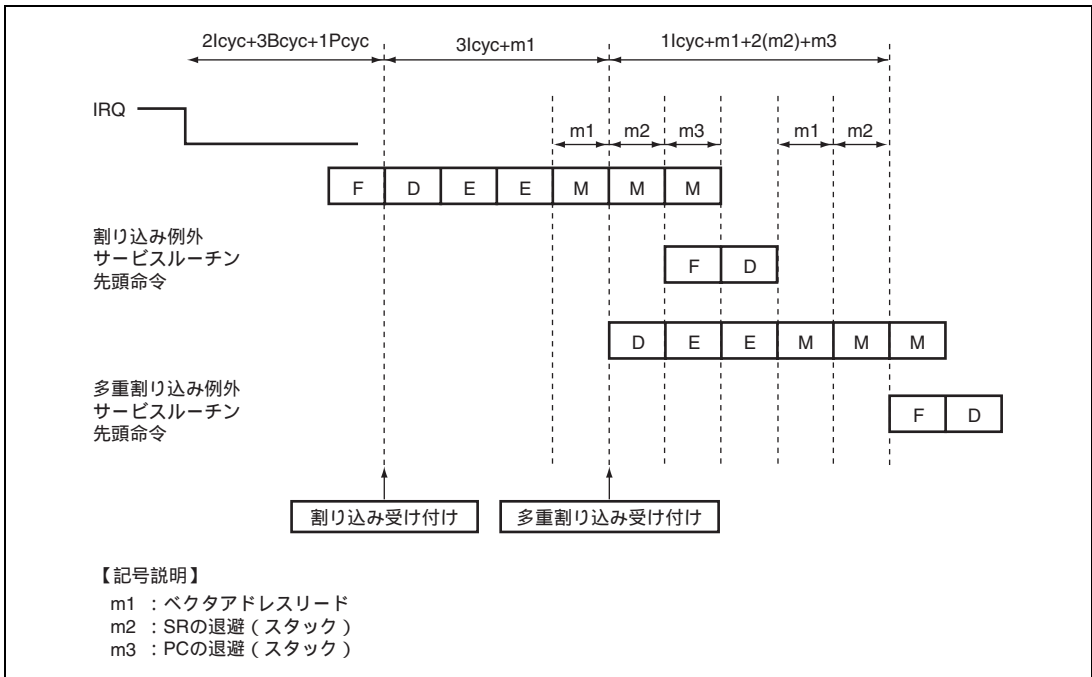 2Icyc+3Bcyc+1Pcyc 3Icyc+m1 1Icyc+m1+2(m2)+m3
IRQ
m1 m2 m3 m1 m2
F D E E M M M
割り込み例外
サービスルーチン
先頭命令
F D
D E E M M M
多重割り込み例外
サービスルーチン
先頭命令
F D
割り込み受け付け 多重割り込み受け付け
【記号説明】
m1 ：ベクタアドレスリード
m2 ：SRの退避（スタック）
m3 ：PCの退避（スタック）